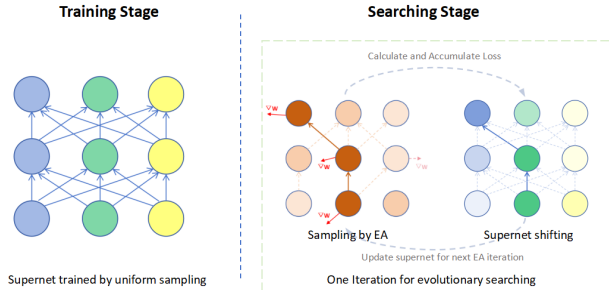 Training Stage
Searching Stage
Calculate and Accumulate Loss
∇w
∇w
∇w
∇w
Sampling by EA
Supernet shifting
Update supernet for next EA iteration
Supernet trained by uniform sampling
One Iteration for evolutionary searching